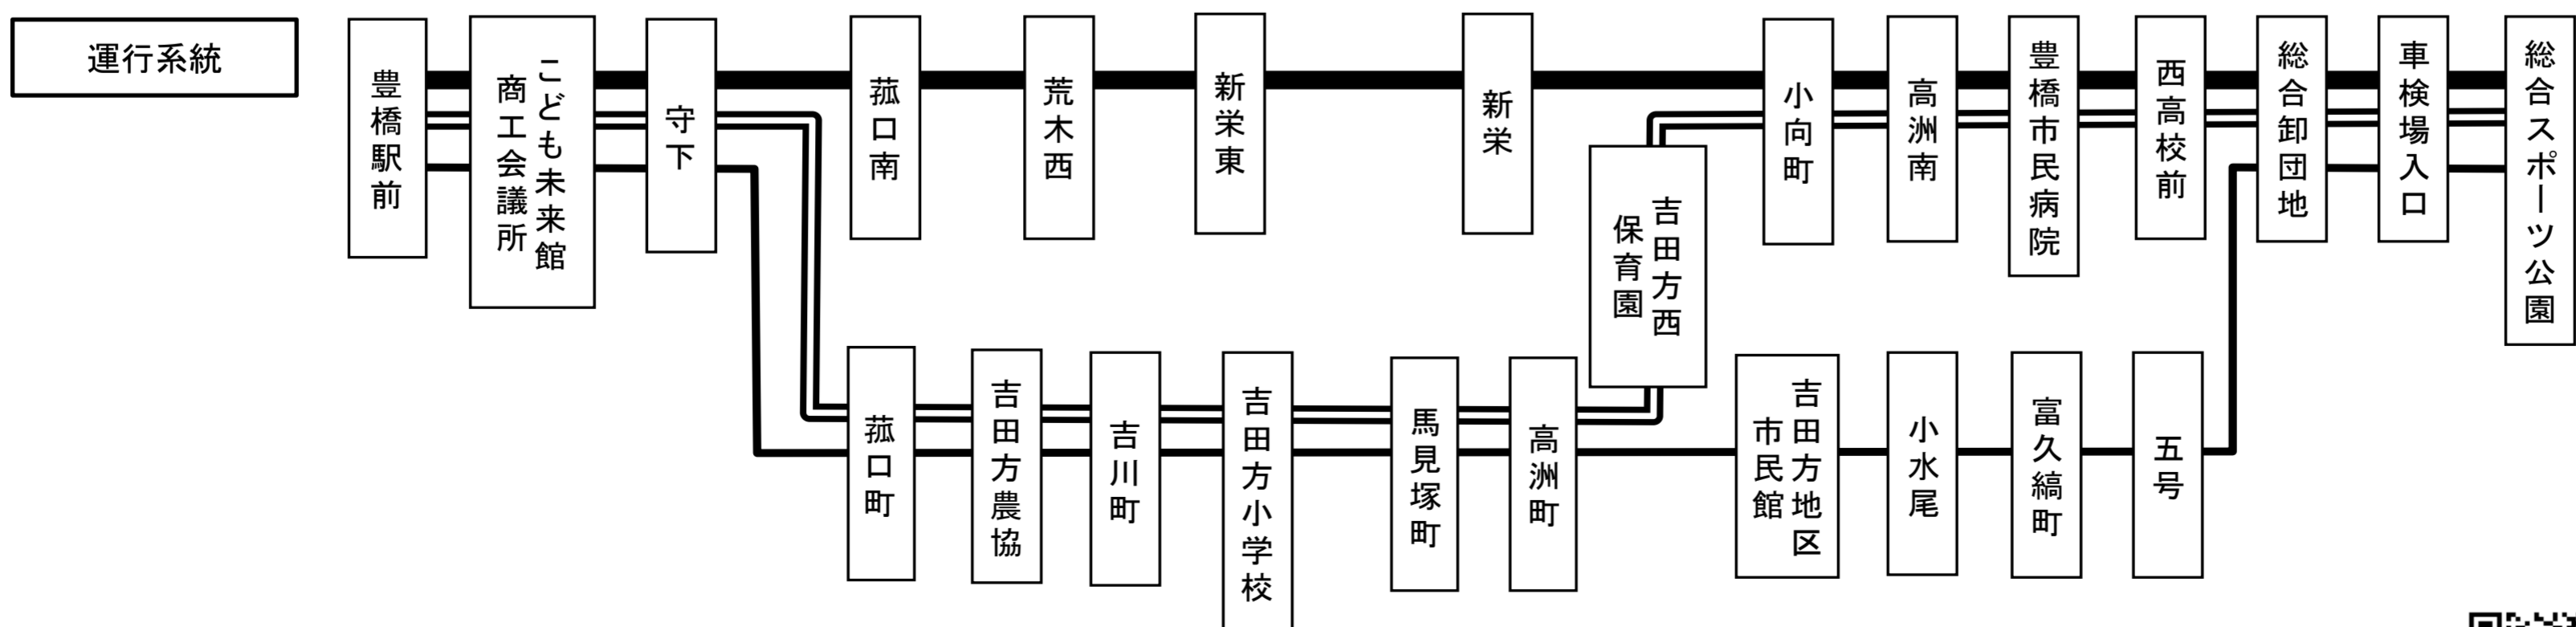 運行系統
豊橋駅前
こども未来館
商工会議所
守下
菰口南
荒木西
新栄東
新栄
小向町
高洲南
豊橋市民病院
西高校前
総合卸団地
車検場入口
総合スポーツ公園
吉田方西
保育園
菰口町
吉田方農協
吉川町
吉田方小学校
馬見塚町
高洲町
吉田方地区
市民館
小水尾
富久縞町
五号